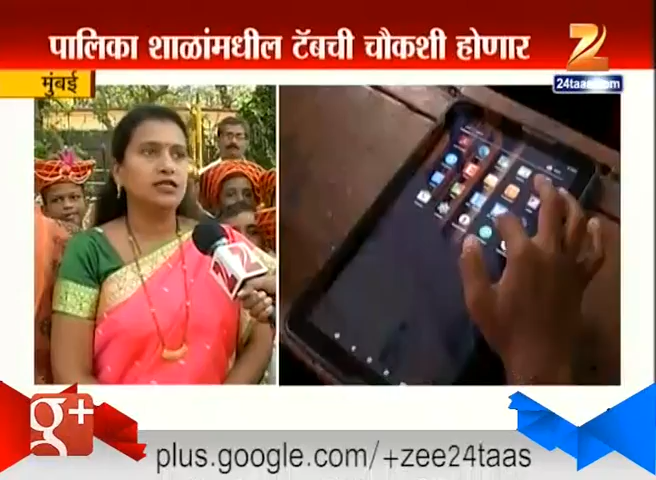 पालिका शाळांमधील टॅबची चौकशी होणार
मुंबई
24taas.com
g+
plus.google.com/+zee24taas